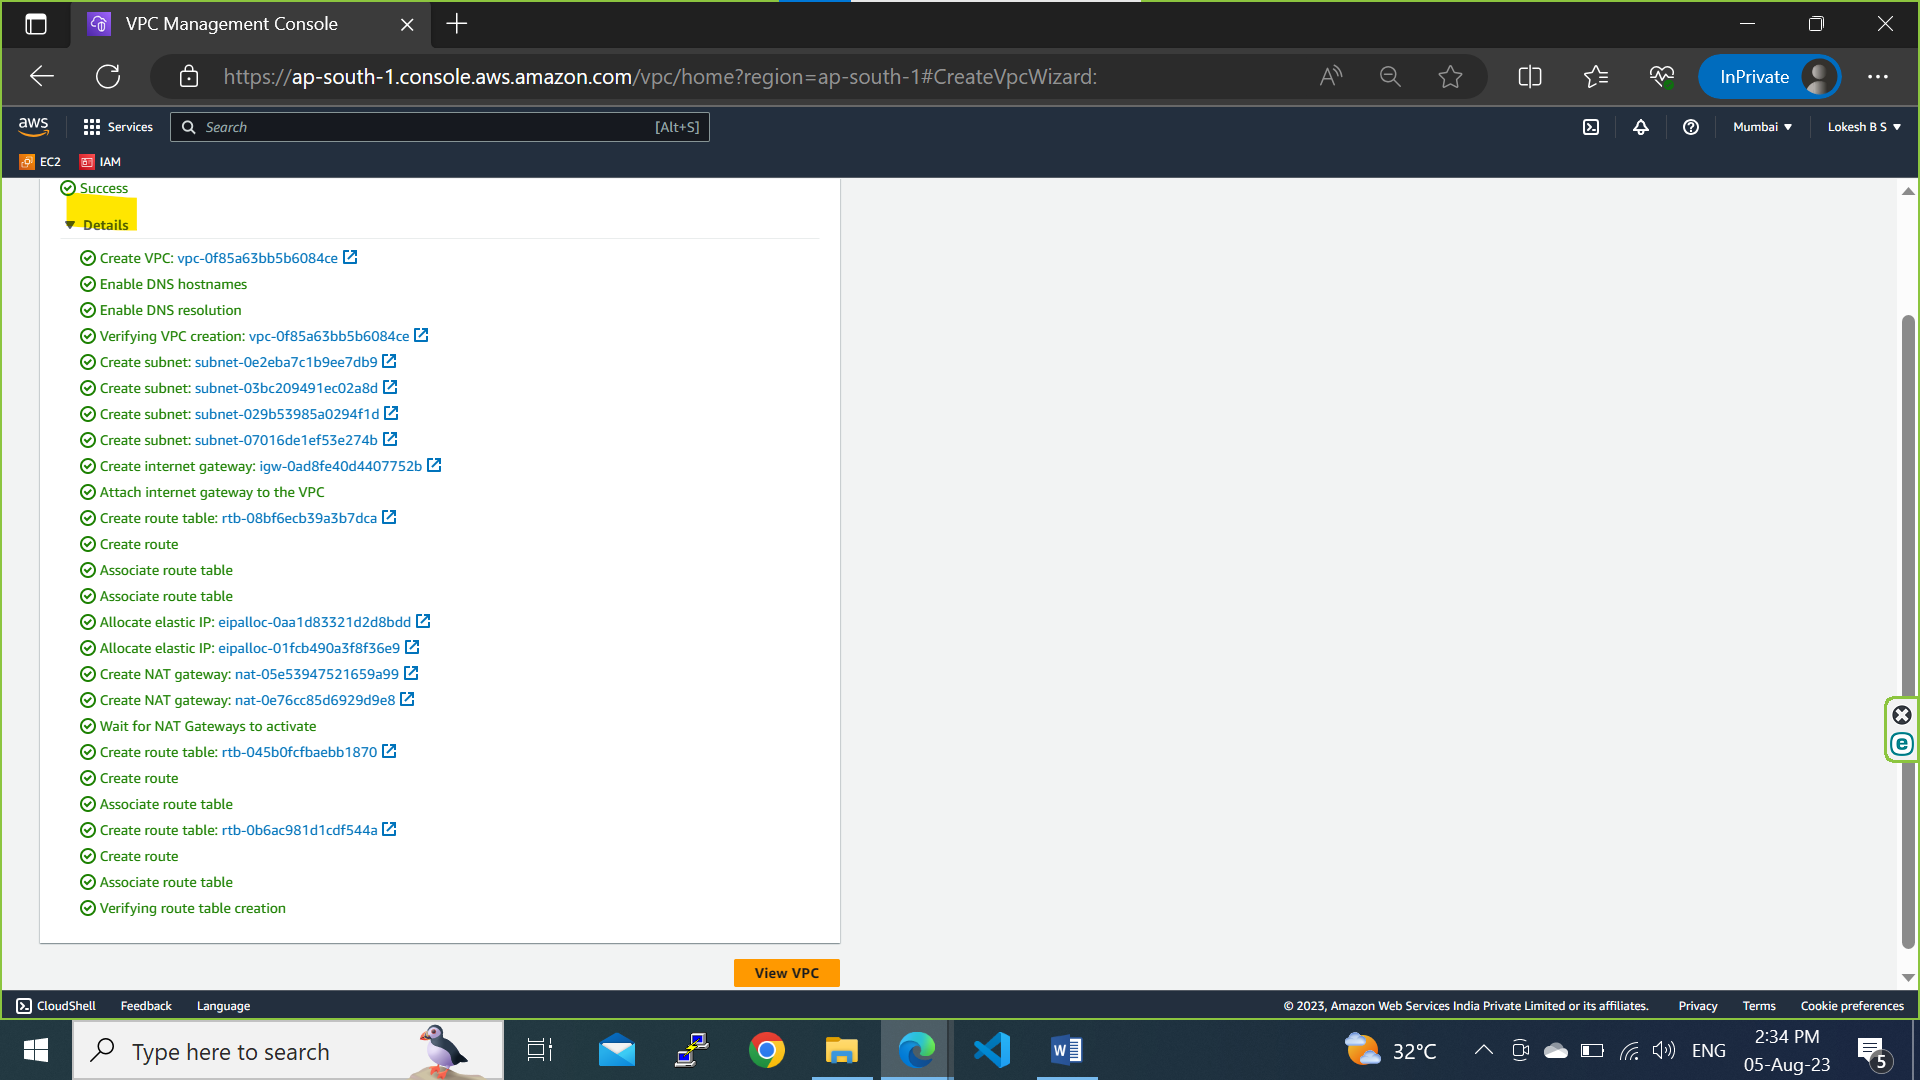 VPC Management Console
https://ap-south-1.console.aws.amazon.com/vpc/home?region=ap-south-1#CreateVpcWizard:
InPrivate
aws
Services
Search
[Alt+S]
Mumbai
Lokesh B S
EC2
IAM
Success
Details
Create VPC: vpc-0f85a63bb5b6084ce
Enable DNS hostnames
Enable DNS resolution
Verifying VPC creation: vpc-0f85a63bb5b6084ce
Create subnet: subnet-0e2eba7c1b9ee7db9
Create subnet: subnet-03bc209491ec02a8d
Create subnet: subnet-029b53985a0294f1d
Create subnet: subnet-07016de1ef53e274b
Create internet gateway: igw-0ad8fe40d4407752b
Attach internet gateway to the VPC
Create route table: rtb-08bf6ecb39a3b7dca
Create route
Associate route table
Associate route table
Allocate elastic IP: eipalloc-0aa1d83321d2d8bdd
Allocate elastic IP: eipalloc-01fcb490a3f8f36e9
Create NAT gateway: nat-05e53947521659a99
Create NAT gateway: nat-0e76cc85d6929d9e8
Wait for NAT Gateways to activate
Create route table: rtb-045b0fcfbaebb1870
Create route
Associate route table
Create route table: rtb-0b6ac981d1cdf544a
Create route
Associate route table
Verifying route table creation
View VPC
CloudShell
Feedback
Language
© 2023, Amazon Web Services India Private Limited or its affiliates.
Privacy
Terms
Cookie preferences
Type here to search
32°C
ENG
2:34 PM
05-Aug-23
5